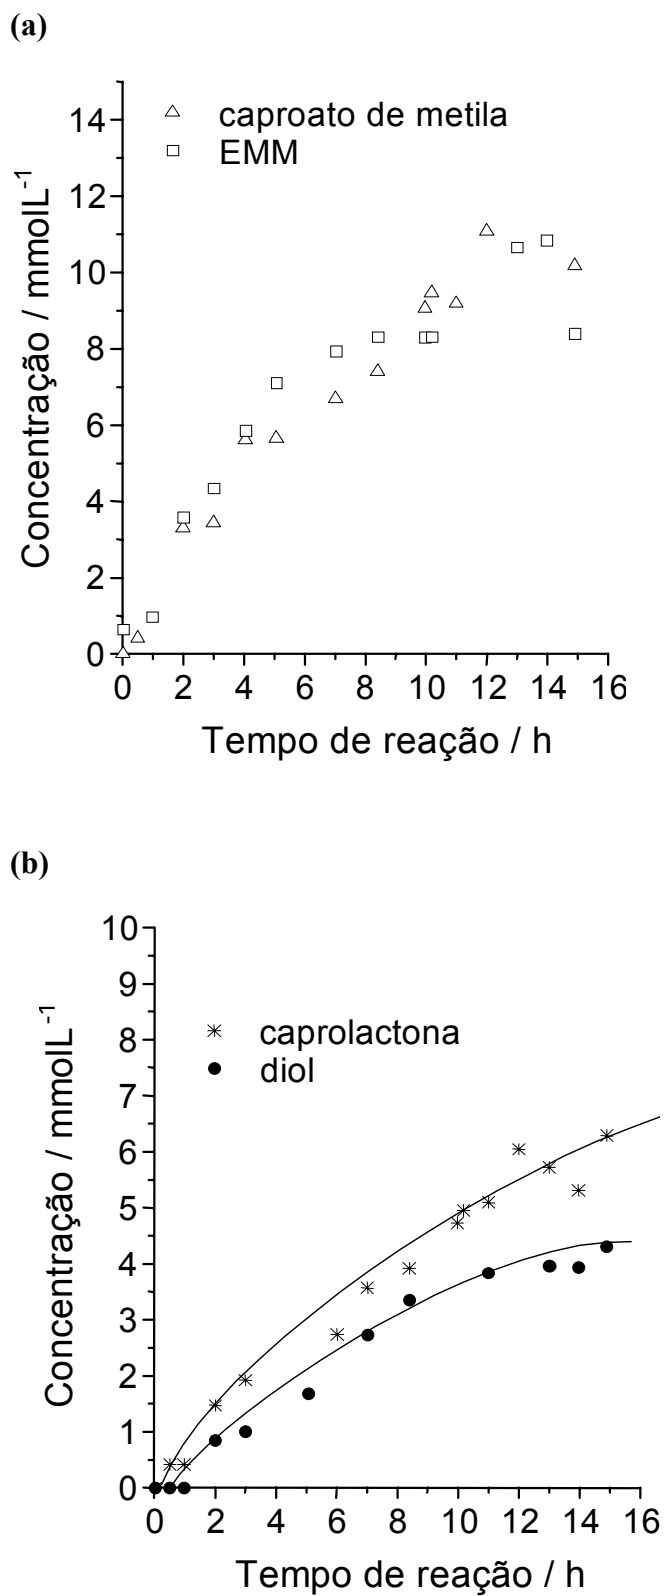 (a)
14
12
10
8
6
4
2
0
Concentração / mmolL⁻¹
caproato de metila
EMM
0 2 4 6 8 10 12 14 16
Tempo de reação / h
(b)
10
9
8
7
6
5
4
3
2
1
0
Concentração / mmolL⁻¹
caprolactona
diol
0 2 4 6 8 10 12 14 16
Tempo de reação / h